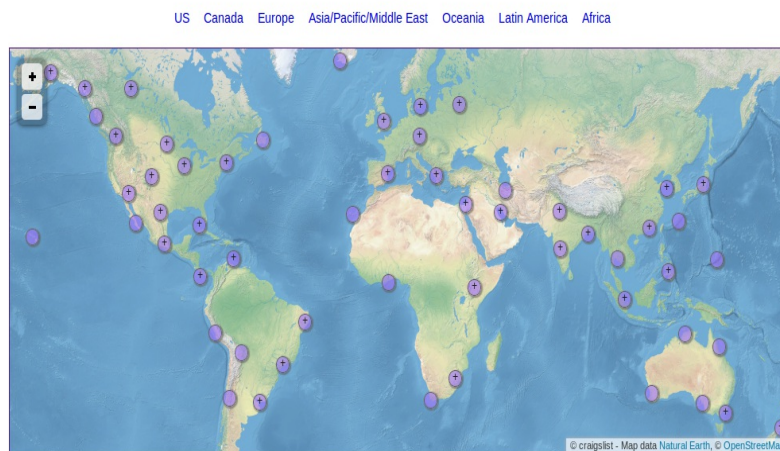 US Canada Europe Asia/Pacific/Middle East Oceania Latin America Africa
+
−
© craigslist - Map data Natural Earth, © OpenStreetMa